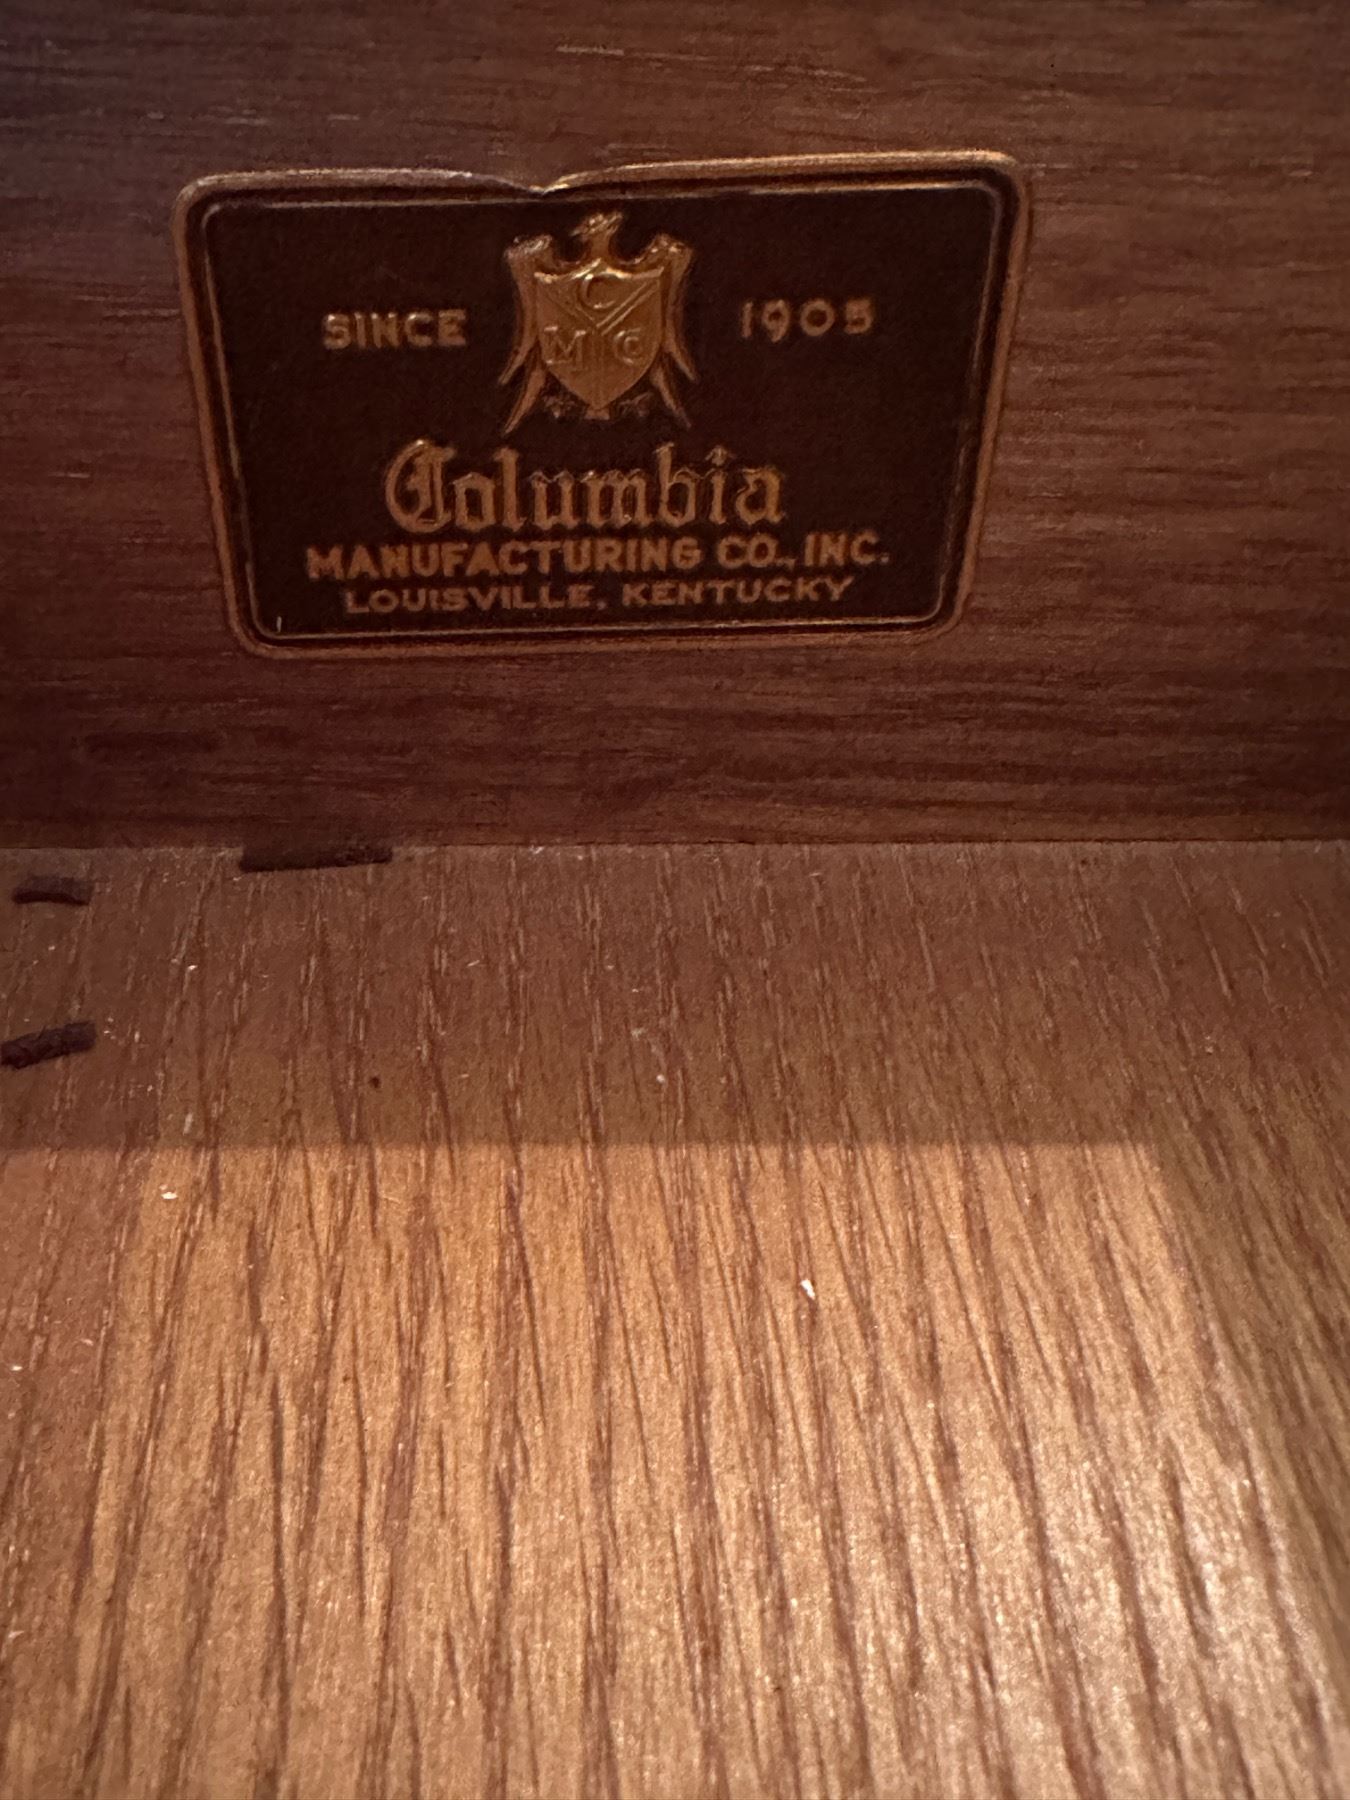 SINCE 1905
C
M C
Columbia
MANUFACTURING CO., INC.
LOUISVILLE, KENTUCKY